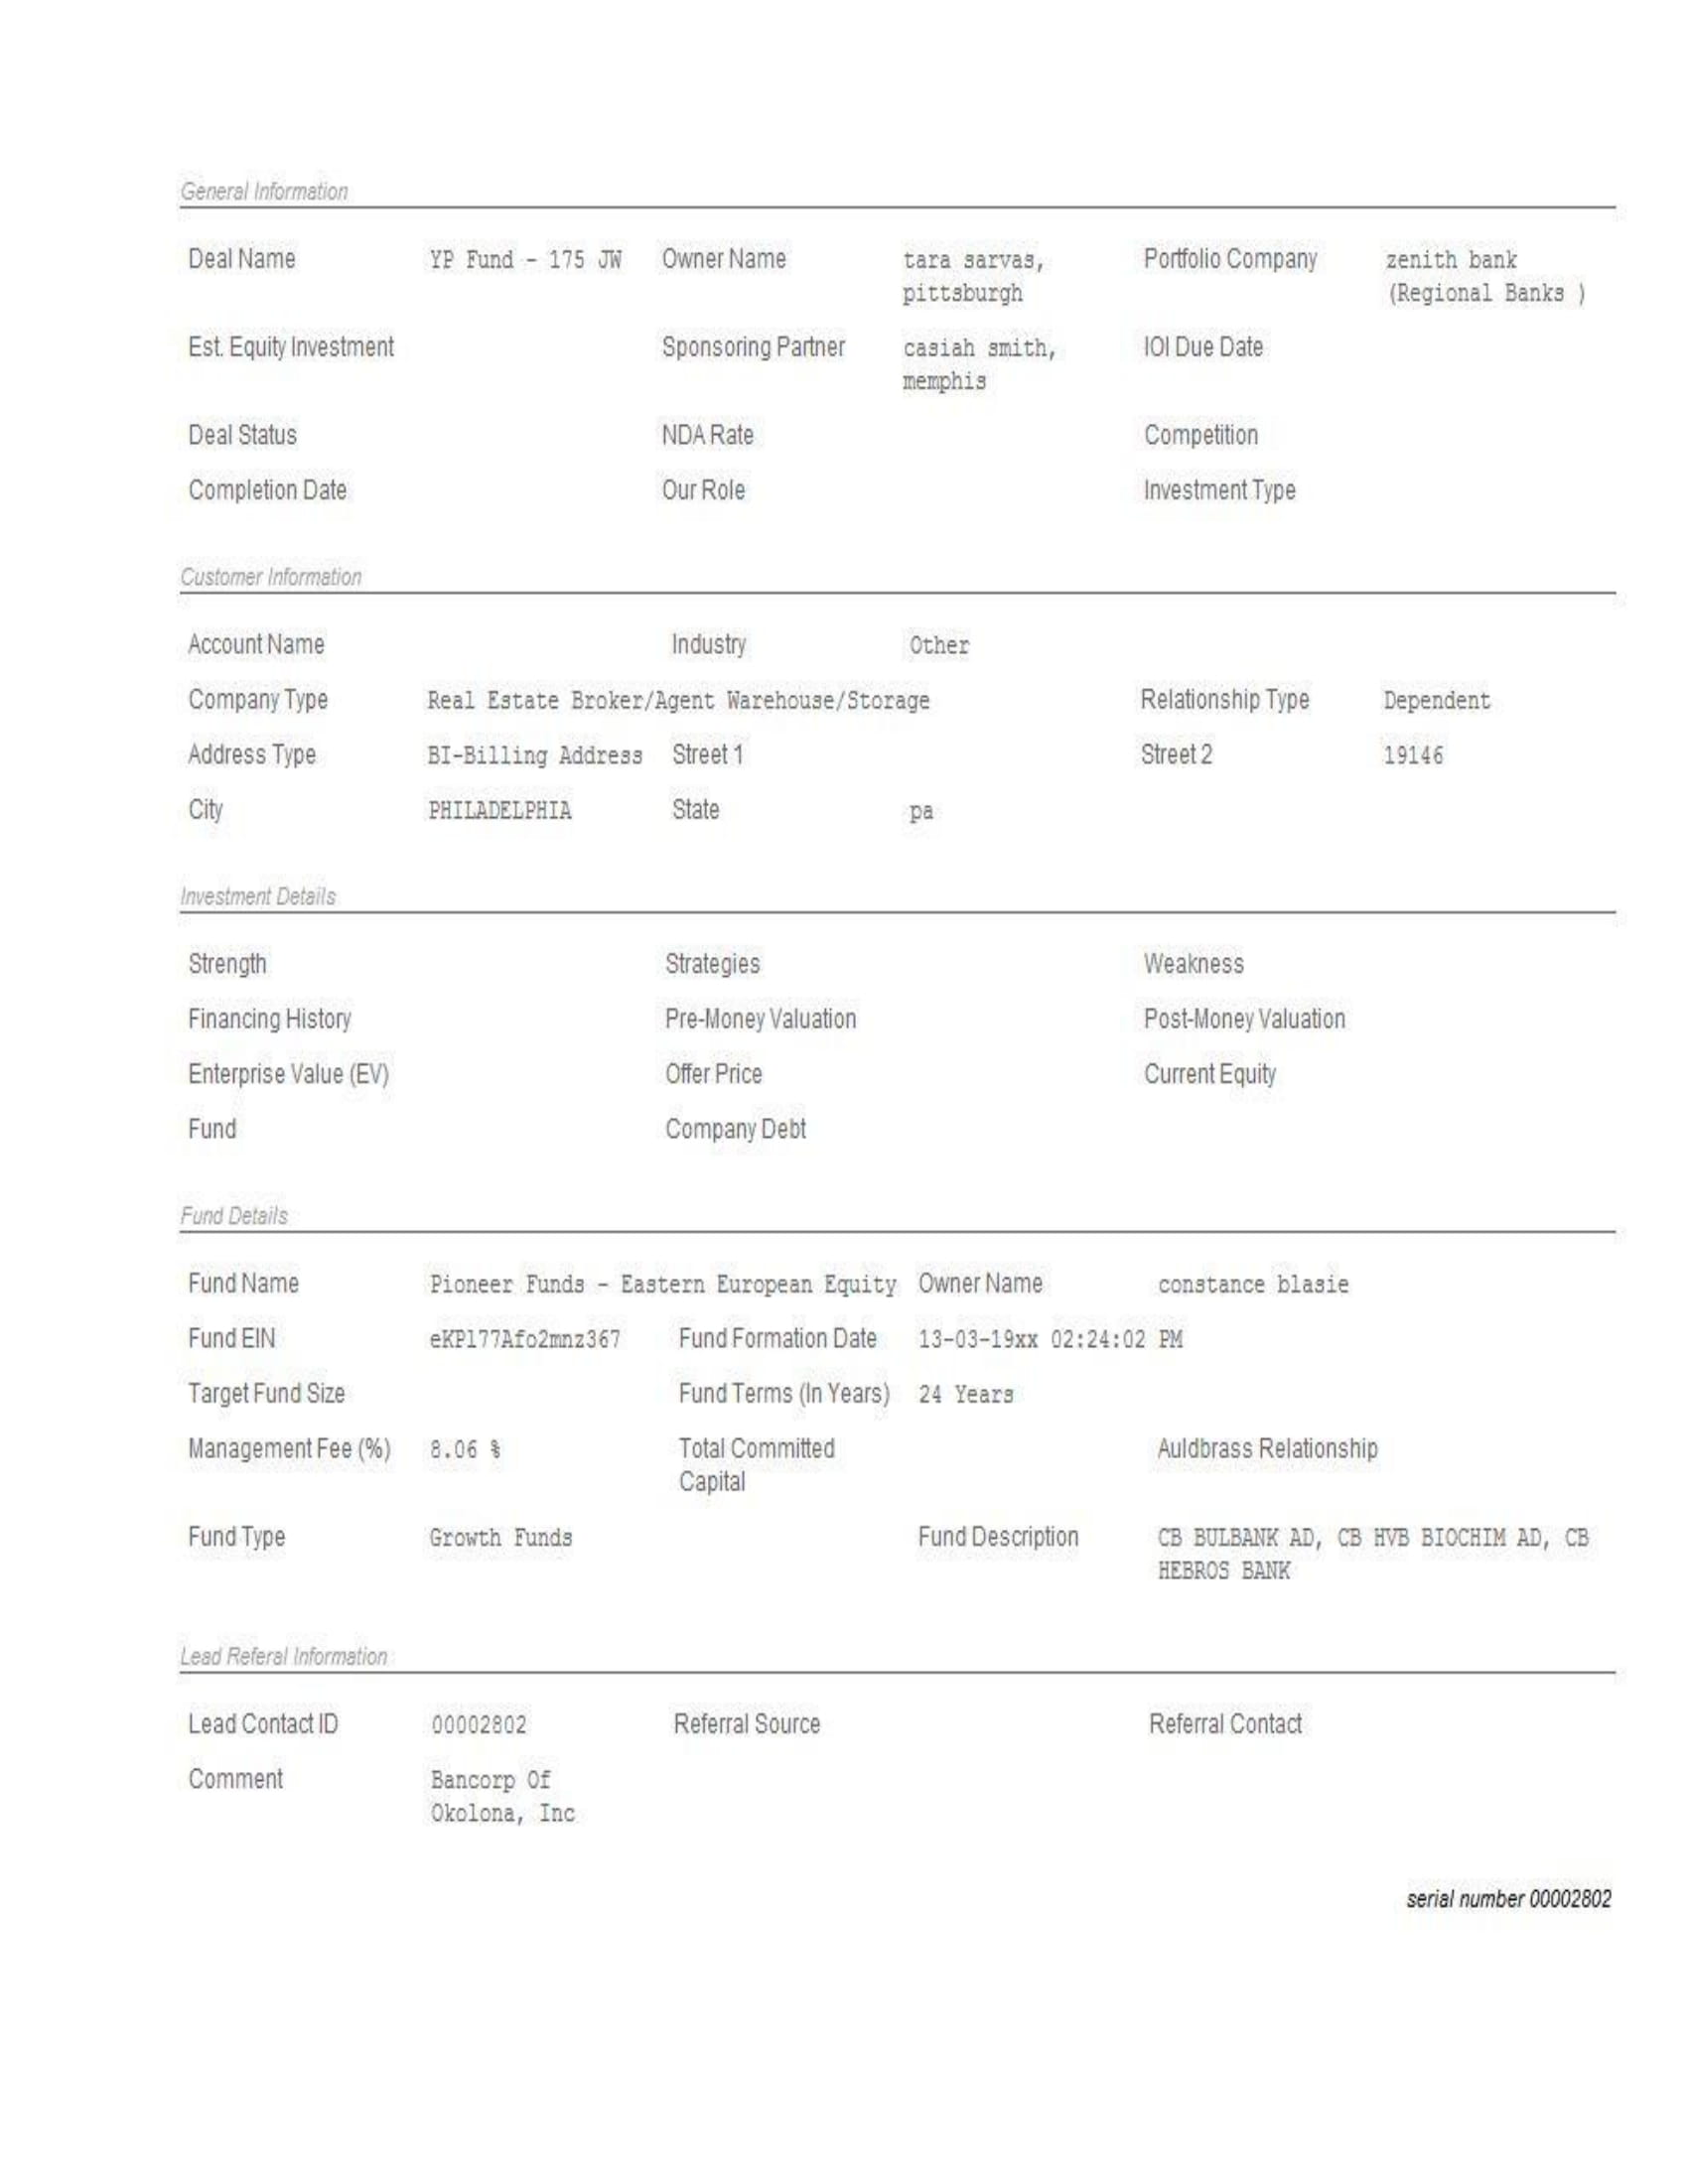 General Information
Deal Name YP Fund - 175 JW Owner Name tara sarvas, Portfolio Company zenith bank
pittsburgh (Regional Banks )
Est. Equity Investment Sponsoring Partner casiah smith, IOI Due Date
memphis
Deal Status NDA Rate Competition
Completion Date Our Role Investment Type
Customer Information
Account Name Industry Other
Company Type Real Estate Broker/Agent Warehouse/Storage Relationship Type Dependent
Address Type BI-Billing Address Street 1 Street 2 19146
City PHILADELPHIA State pa
Investment Details
Strength Strategies Weakness
Financing History Pre-Money Valuation Post-Money Valuation
Enterprise Value (EV) Offer Price Current Equity
Fund Company Debt
Fund Details
Fund Name Pioneer Funds - Eastern European Equity Owner Name constance blasie
Fund EIN eKPl77Afo2mnz367 Fund Formation Date 13-03-19xx 02:24:02 PM
Target Fund Size Fund Terms (In Years) 24 Years
Management Fee (%) 8.06 % Total Committed Auldbrass Relationship
Capital
Fund Type Growth Funds Fund Description CB BULBANK AD, CB HVB BIOCHIM AD, CB
HEBROS BANK
Lead Referal Information
Lead Contact ID 00002802 Referral Source Referral Contact
Comment Bancorp Of
Okolona, Inc
serial number 00002802